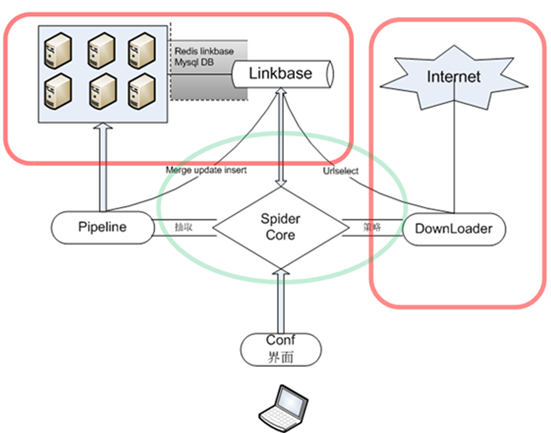 Redis linkbase
Mysql DB
Linkbase
Internet
Merge update insert
Urlselect
Pipeline
抽取
Spider
Core
策略
DownLoader
Conf
界面